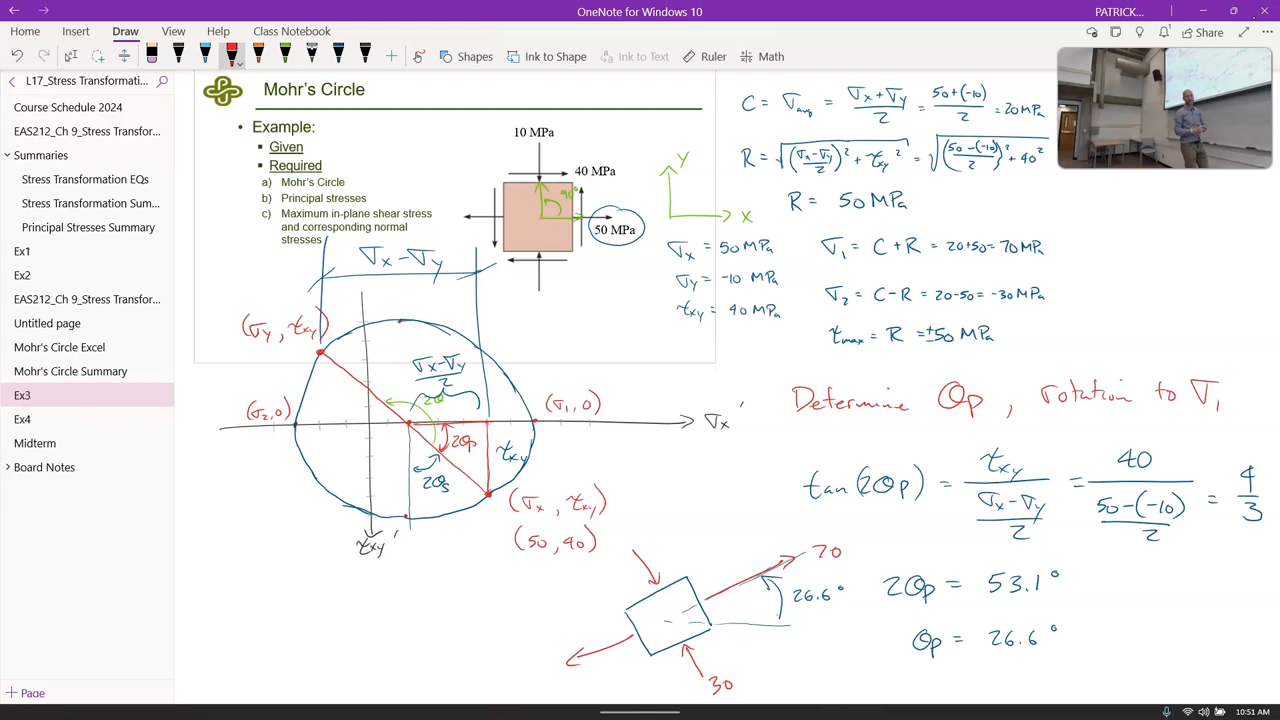 OneNote for Windows 10
PATRICK...
Home
Insert
Draw
View
Help
Class Notebook
Share
Shapes
Ink to Shape
Ink to Text
Ruler
Math
L17_Stress Transformati...
Course Schedule 2024
EAS212_Ch 9_Stress Transfor...
Summaries
Stress Transformation EQs
Stress Transformation Sum...
Principal Stresses Summary
Ex1
Ex2
EAS212_Ch 9_Stress Transfo...
Untitled page
Mohr's Circle Excel
Mohr's Circle Summary
Ex3
Ex4
Midterm
Board Notes
Page
Mohr's Circle
• Example:
Given
Required
a) Mohr's Circle
b) Principal stresses
c) Maximum in-plane shear stress
and corresponding normal
stresses
10 MPa
40 MPa
50 MPa
90°
Y
X
σx = 50 MPa
σy = -10 MPa
τxy = 40 MPa
C = σavg = (σx + σy)/2 = (50+(-10))/2 = 20 MPa
R = √(((σx-σy)/2)² + τxy²) = √(((50-(-10))/2)² + 40²)
R = 50 MPa
σ1 = C + R = 20+50 = 70 MPa
σ2 = C - R = 20-50 = -30 MPa
τmax = R = ±50 MPa
σx - σy
(σy, τxy)
(σx-σy)/2
2θ
(σ2, 0)
(σ1, 0)
σx'
2θp
τxy
2θs
(σx, τxy)
(50, 40)
τxy'
Determine θp, rotation to σ1
tan(2θp) = τxy/((σx-σy)/2) = 40/((50-(-10))/2) = 4/3
2θp = 53.1°
θp = 26.6°
70
26.6°
30
10:51 AM